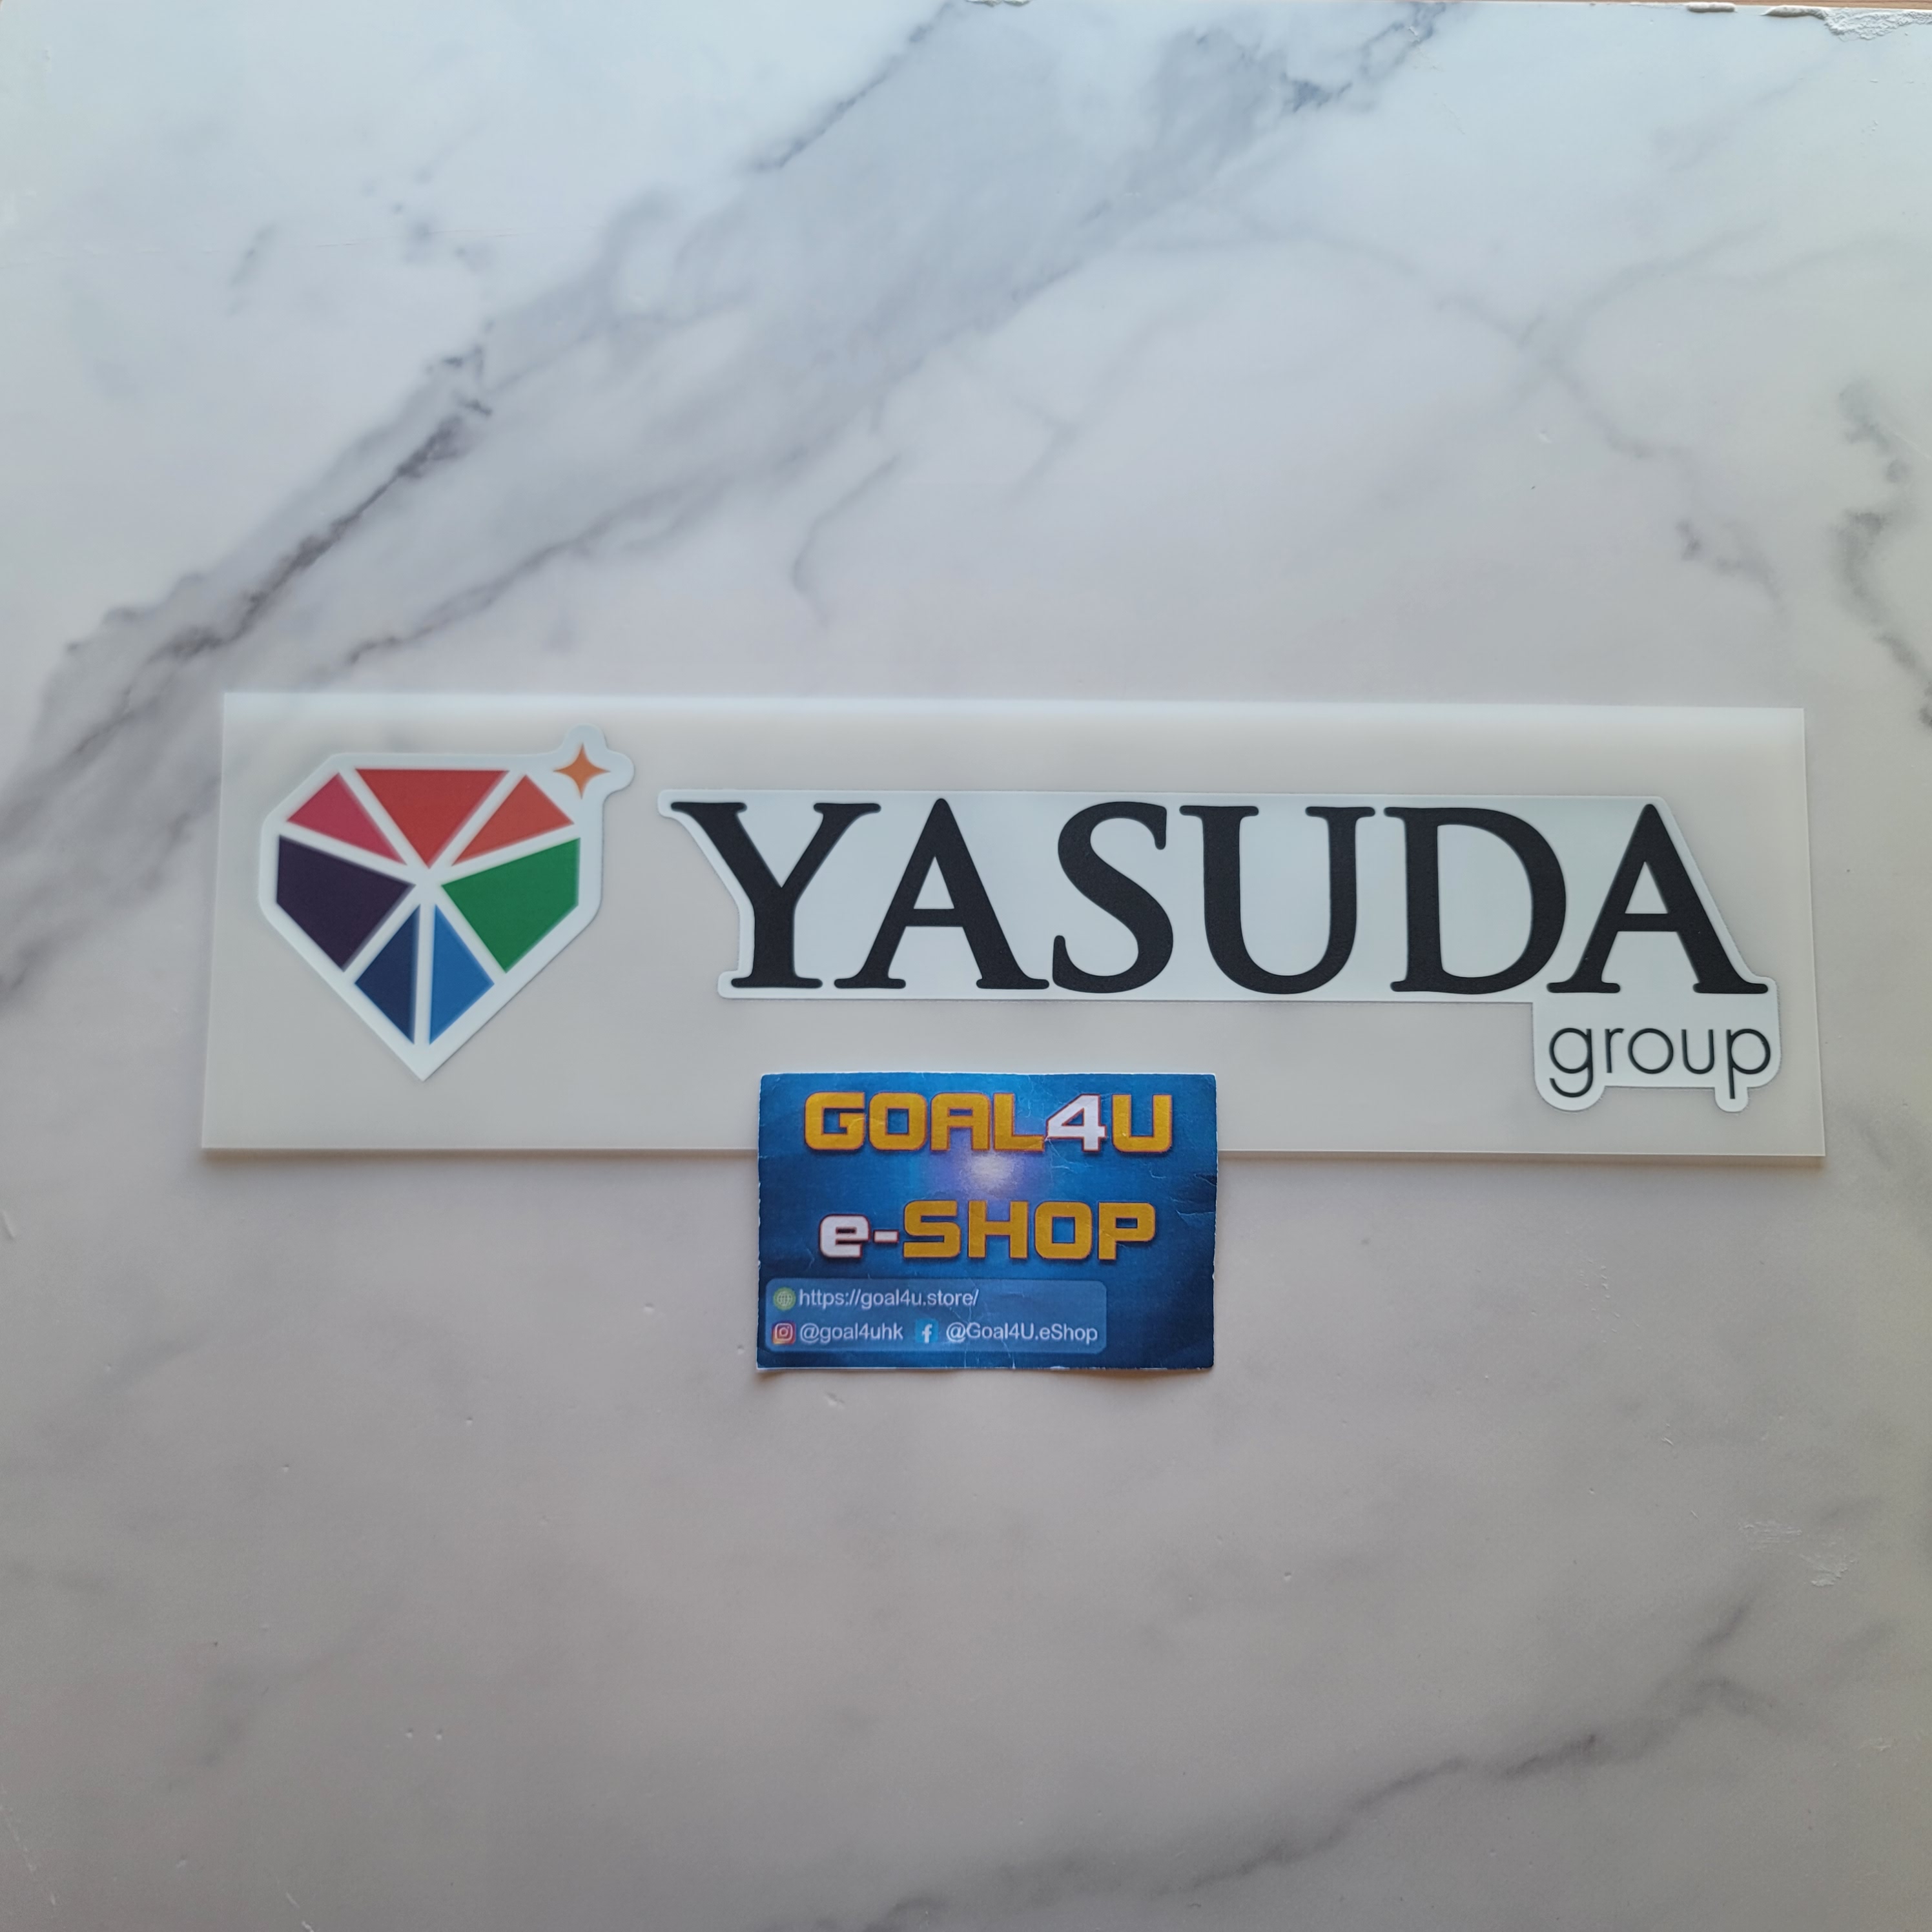 YASUDA
group
GOAL4U
e-SHOP
https://goal4u.store/
@goal4uhk @Goal4U.eShop